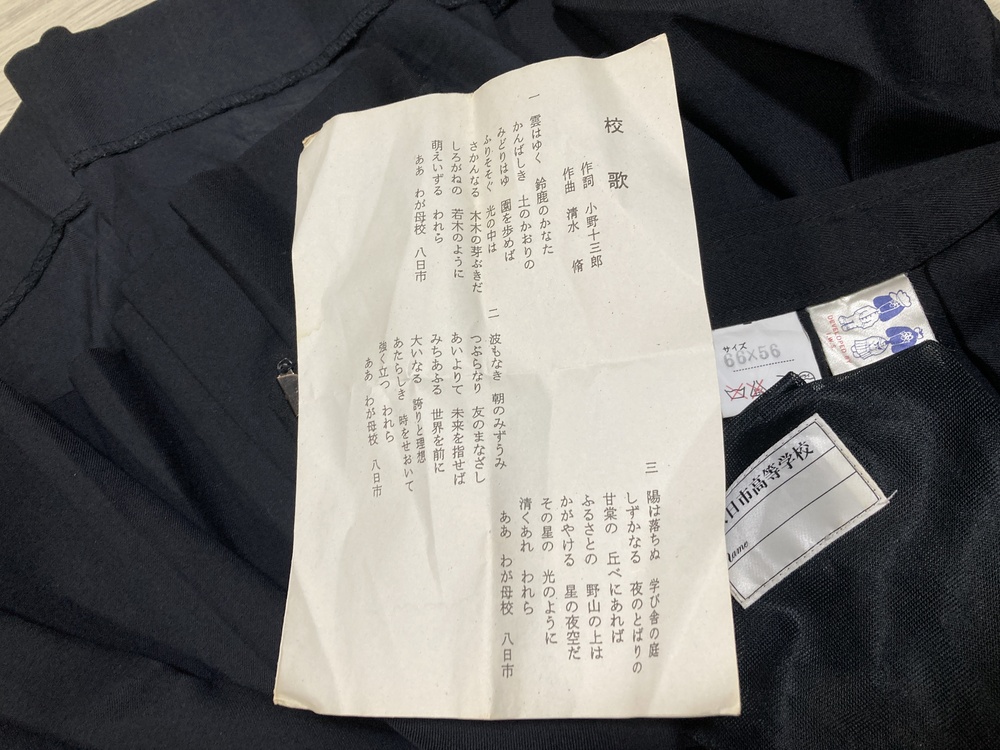 校歌
作詞 小野十三郎
作曲 清水 脩
一
雲はゆく 鈴鹿のかなた
かんばしき 土のかおりの
みどりはゆ 園を歩めば
ふりそそぐ 光の中は
さかんなる 木木の芽ぶきだ
しろがねの 若木のように
萌えいずる われら
ああ わが母校 八日市
二
波もなき 朝のみずうみ
つぶらなり 友のまなざし
あいよりて 未来を指せば
みちあふる 世界を前に
大いなる 誇りと理想
あたらしき 時をせおいて
強く立つ われら
ああ わが母校 八日市
三
陽は落ちぬ 学び舎の庭
しずかなる 夜のとばりの
甘棠の 丘べにあれば
ふるさとの 野山の上は
かがやける 星の夜空だ
その星の 光のように
清くあれ われら
ああ わが母校 八日市
サイズ
66×56
日市高等学校